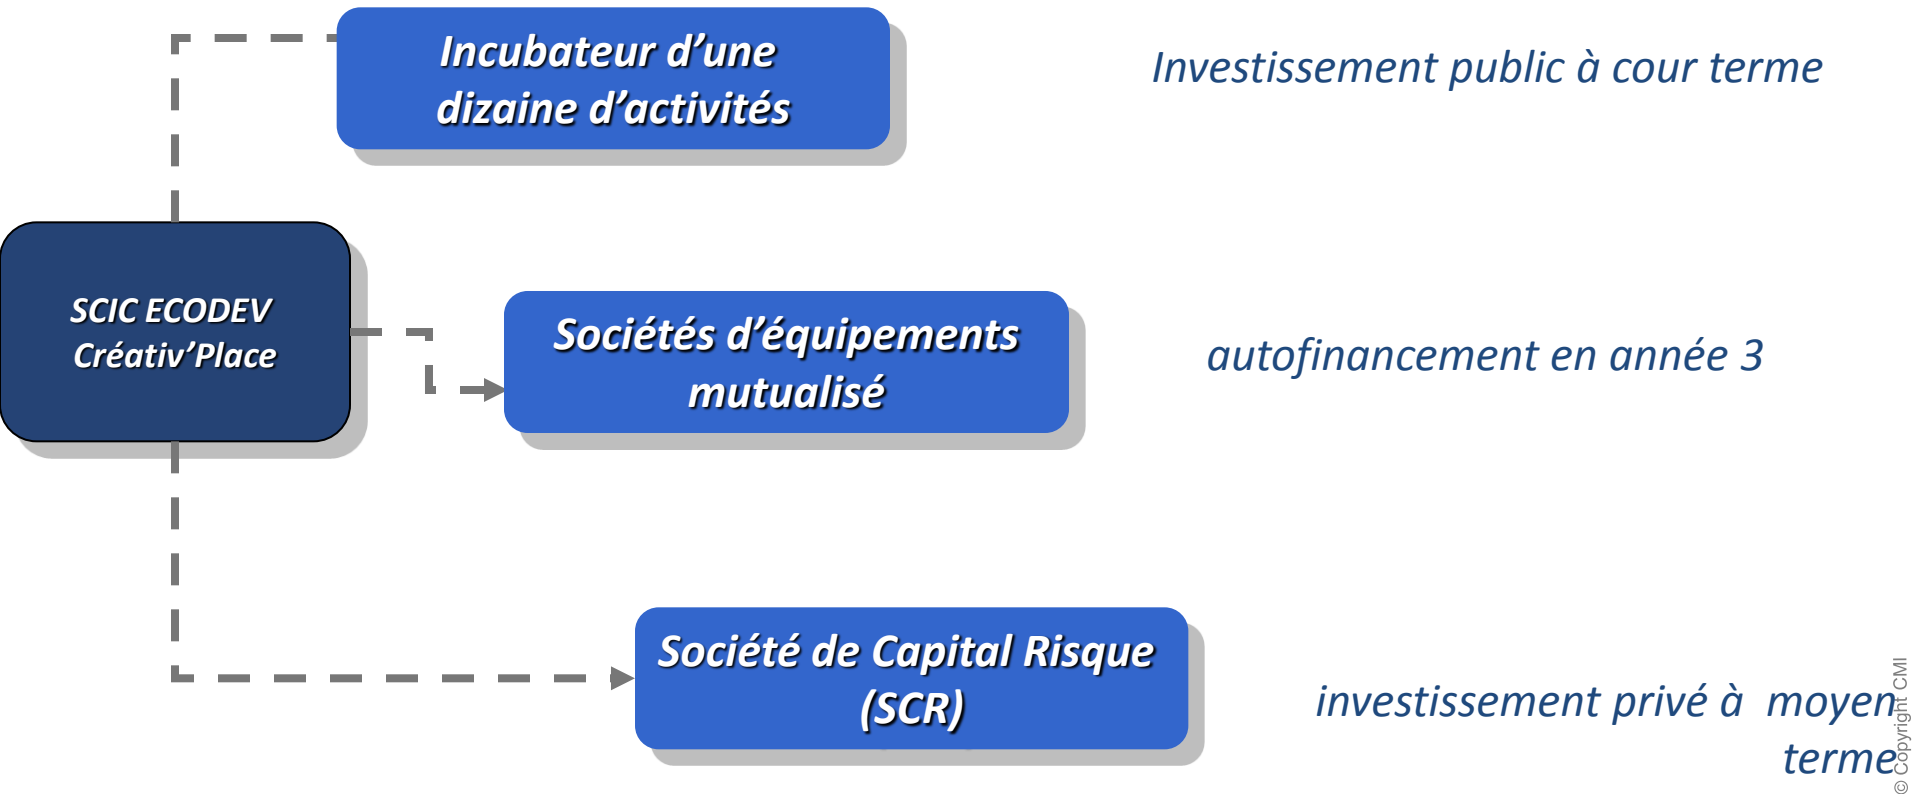 Incubateur d’une
dizaine d’activités
Investissement public à cour terme
SCIC ECODEV
Créativ’Place
Sociétés d’équipements
mutualisé
autofinancement en année 3
Société de Capital Risque
(SCR)
investissement privé à  moyen
terme
© Copyright CMI